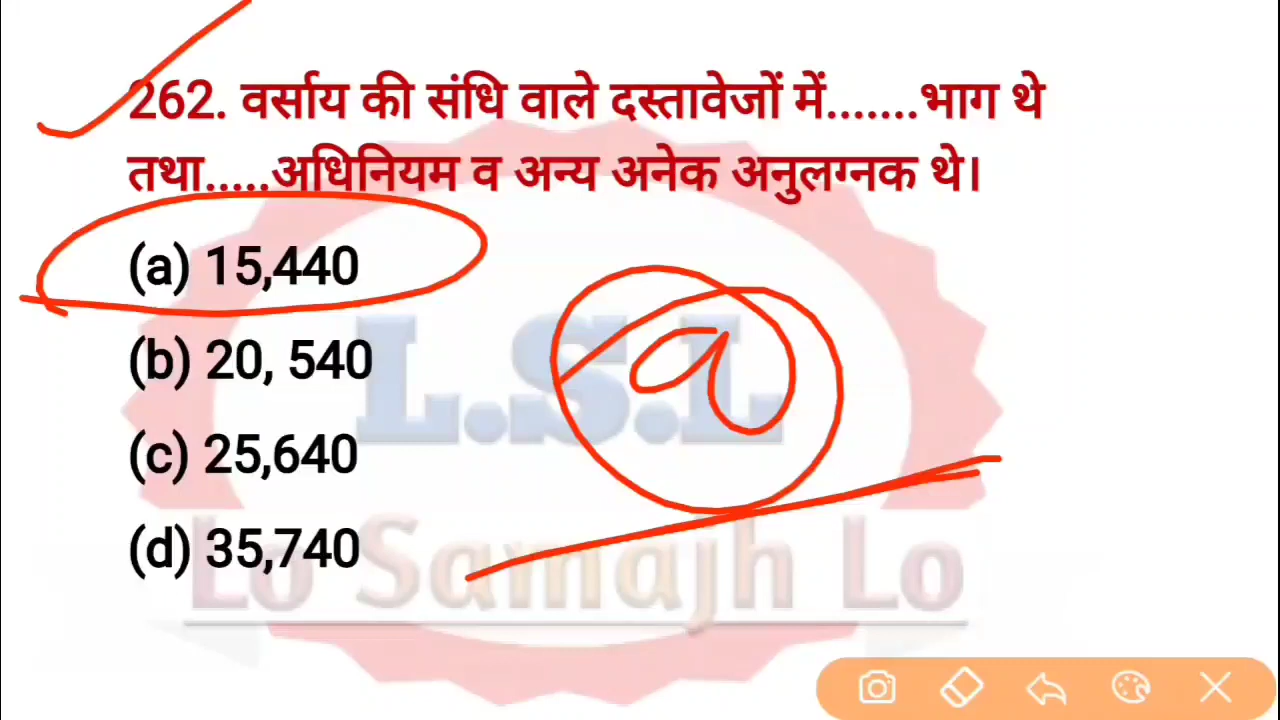 262. वर्साय की संधि वाले दस्तावेजों में.......भाग थे
तथा.....अधिनियम व अन्य अनेक अनुलग्नक थे।
(a) 15,440
(b) 20, 540
(c) 25,640
(d) 35,740
a
L.S.L
Lo Samajh Lo